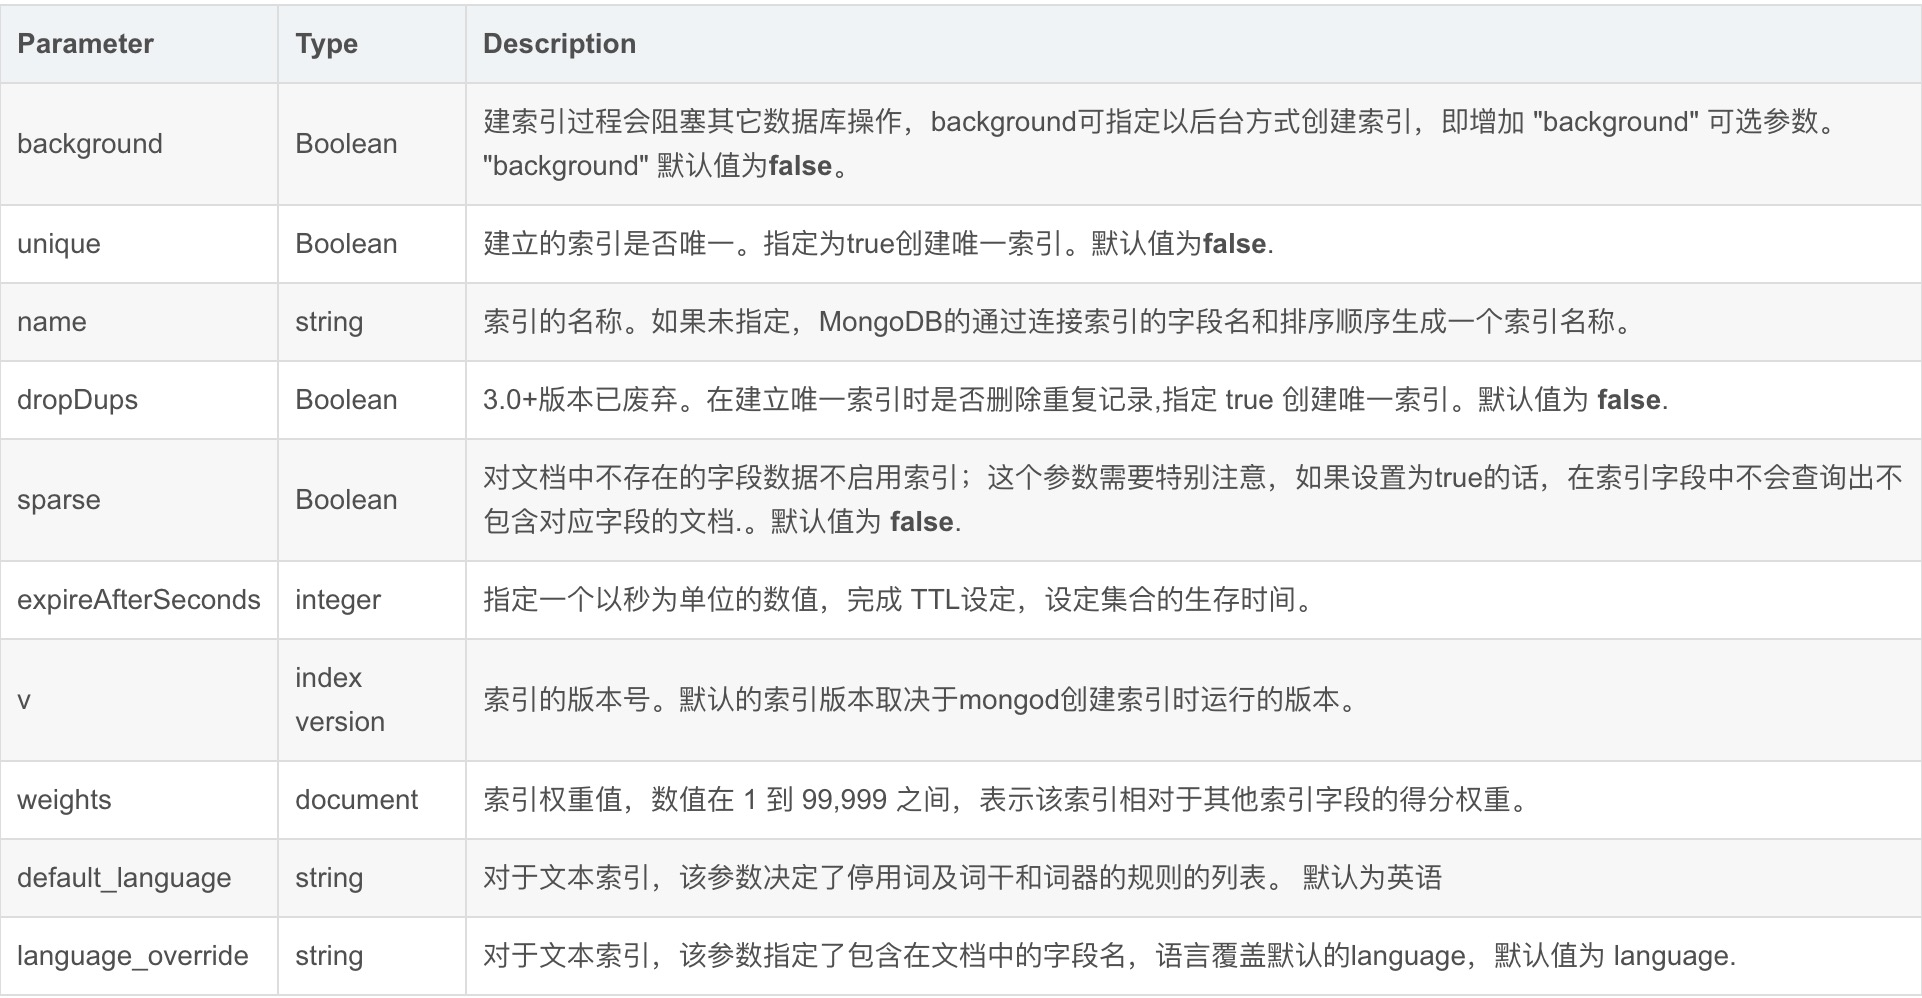 Parameter Type Description
background Boolean 建索引过程会阻塞其它数据库操作，background可指定以后台方式创建索引，即增加 "background" 可选参数。
"background" 默认值为false。
unique Boolean 建立的索引是否唯一。指定为true创建唯一索引。默认值为false.
name string 索引的名称。如果未指定，MongoDB的通过连接索引的字段名和排序顺序生成一个索引名称。
dropDups Boolean 3.0+版本已废弃。在建立唯一索引时是否删除重复记录,指定 true 创建唯一索引。默认值为 false.
sparse Boolean 对文档中不存在的字段数据不启用索引；这个参数需要特别注意，如果设置为true的话，在索引字段中不会查询出不
包含对应字段的文档.。默认值为 false.
expireAfterSeconds integer 指定一个以秒为单位的数值，完成 TTL设定，设定集合的生存时间。
v index version 索引的版本号。默认的索引版本取决于mongod创建索引时运行的版本。
weights document 索引权重值，数值在 1 到 99,999 之间，表示该索引相对于其他索引字段的得分权重。
default_language string 对于文本索引，该参数决定了停用词及词干和词器的规则的列表。 默认为英语
language_override string 对于文本索引，该参数指定了包含在文档中的字段名，语言覆盖默认的language，默认值为 language.